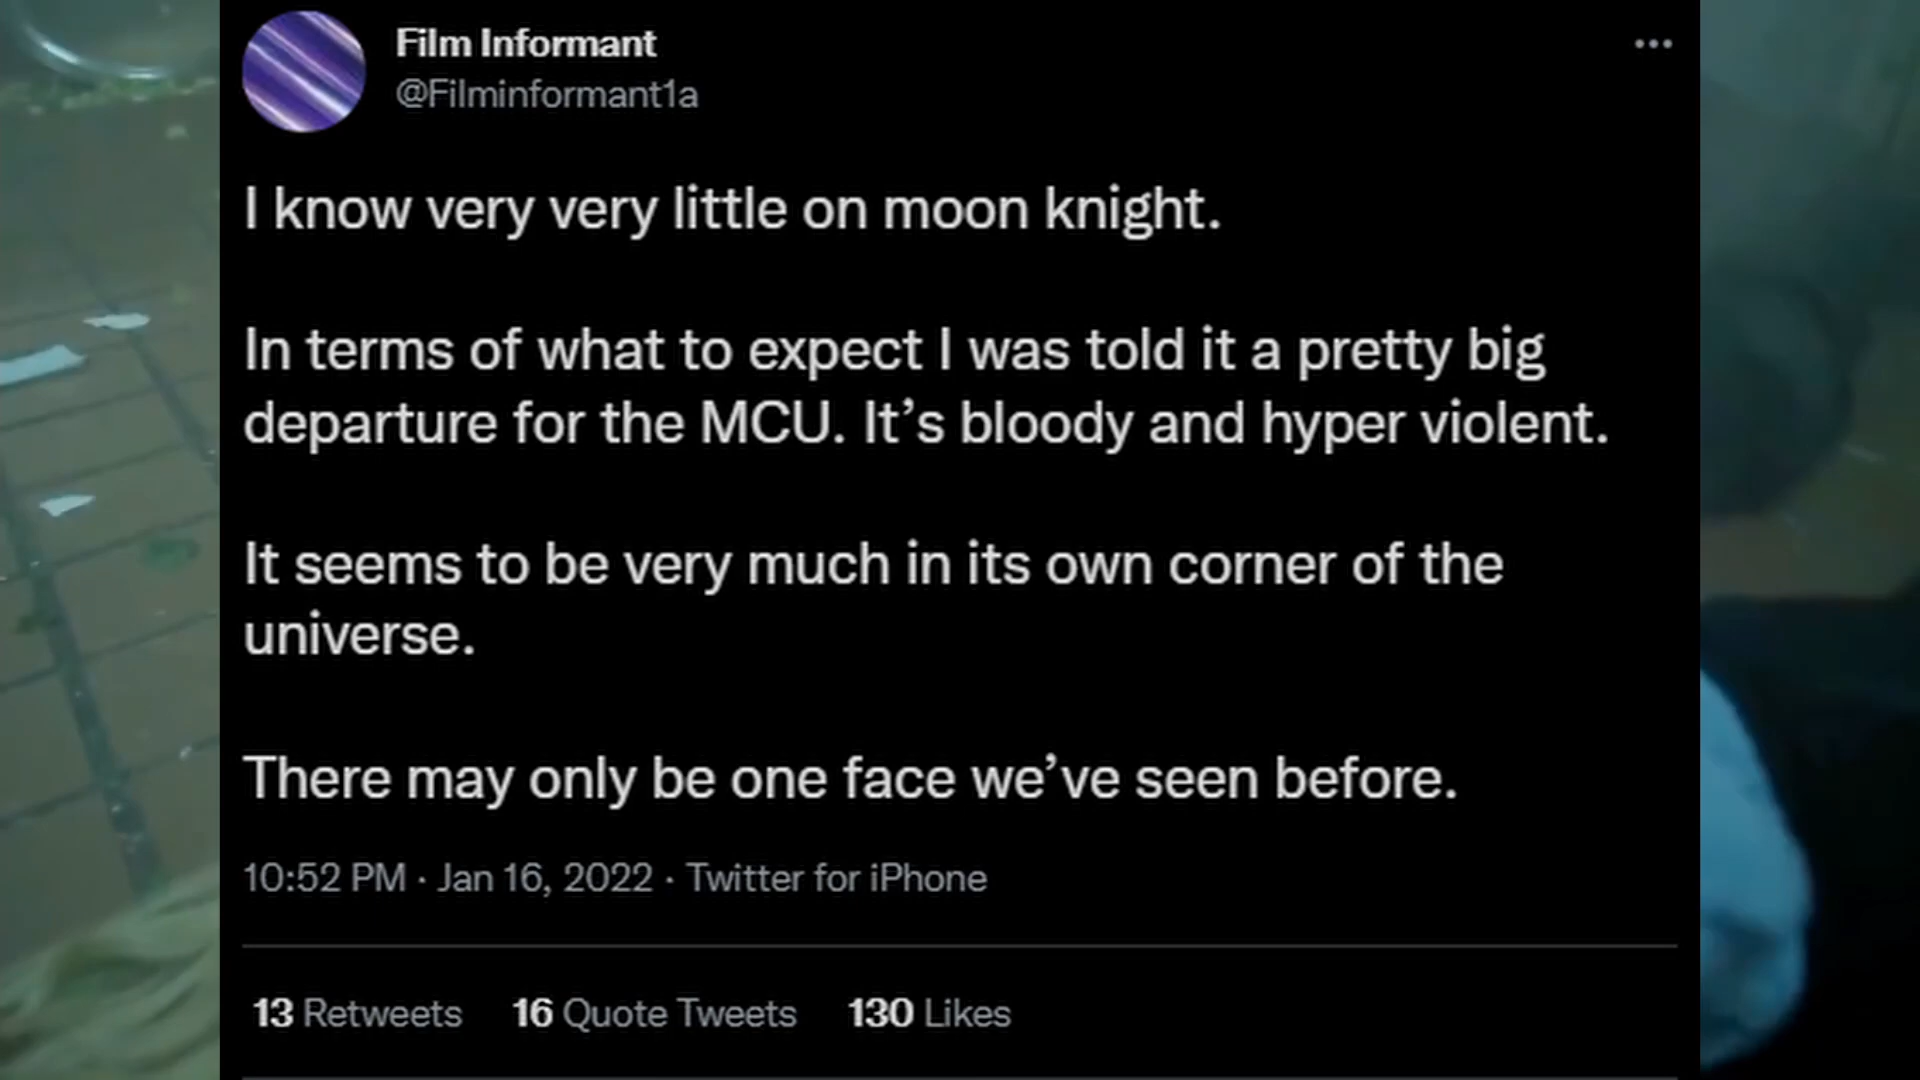 Film Informant
@Filminformant1a
I know very very little on moon knight.
In terms of what to expect I was told it a pretty big
departure for the MCU. It’s bloody and hyper violent.
It seems to be very much in its own corner of the
universe.
There may only be one face we’ve seen before.
10:52 PM · Jan 16, 2022 · Twitter for iPhone
13 Retweets 16 Quote Tweets 130 Likes